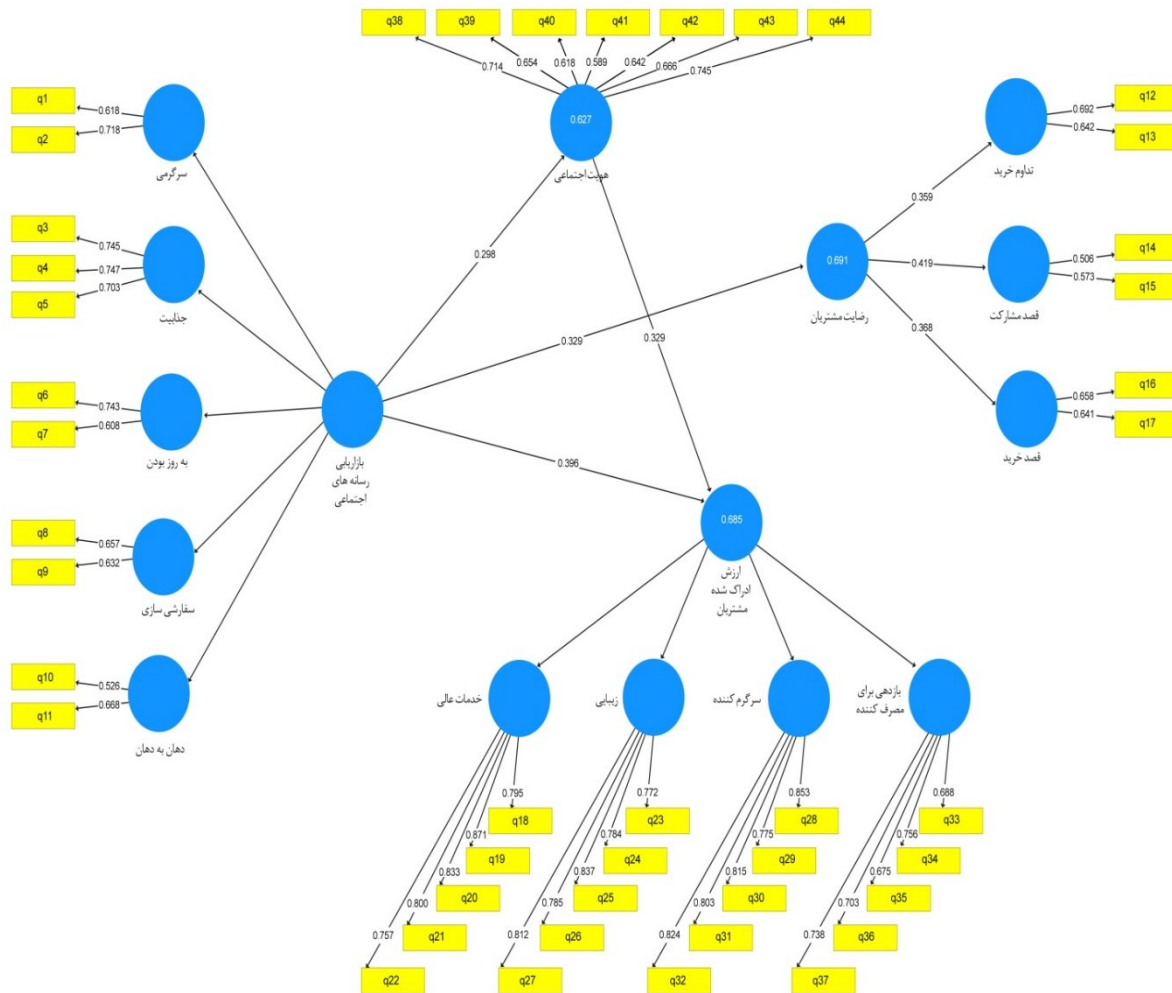 q38
q39
q40
q41
q42
q43
q44
0.714
0.654
0.618
0.589
0.642
0.666
0.745
0.627
هویت اجتماعی
q1
q2
0.618
0.718
سرگرمی
q3
q4
q5
0.745
0.747
0.703
جذابیت
q6
q7
0.743
0.608
به روز بودن
q8
q9
0.657
0.632
سفارشی سازی
q10
q11
0.526
0.668
دهان به دهان
بازاریابی
رسانه های
اجتماعی
0.298
0.329
0.396
0.329
0.691
رضایت مشتریان
0.359
0.419
0.368
q12
q13
0.692
0.642
تداوم خرید
q14
q15
0.506
0.573
قصد مشارکت
q16
q17
0.658
0.641
قصد خرید
0.685
ارزش
ادراک شده
مشتریان
خدمات عالی
0.795
0.871
0.833
0.800
0.757
q18
q19
q20
q21
q22
زیبایی
0.772
0.784
0.837
0.785
0.812
q23
q24
q25
q26
q27
سرگرم کننده
0.853
0.775
0.815
0.803
0.824
q28
q29
q30
q31
q32
بازدهی برای
مصرف کننده
0.688
0.756
0.675
0.703
0.738
q33
q34
q35
q36
q37